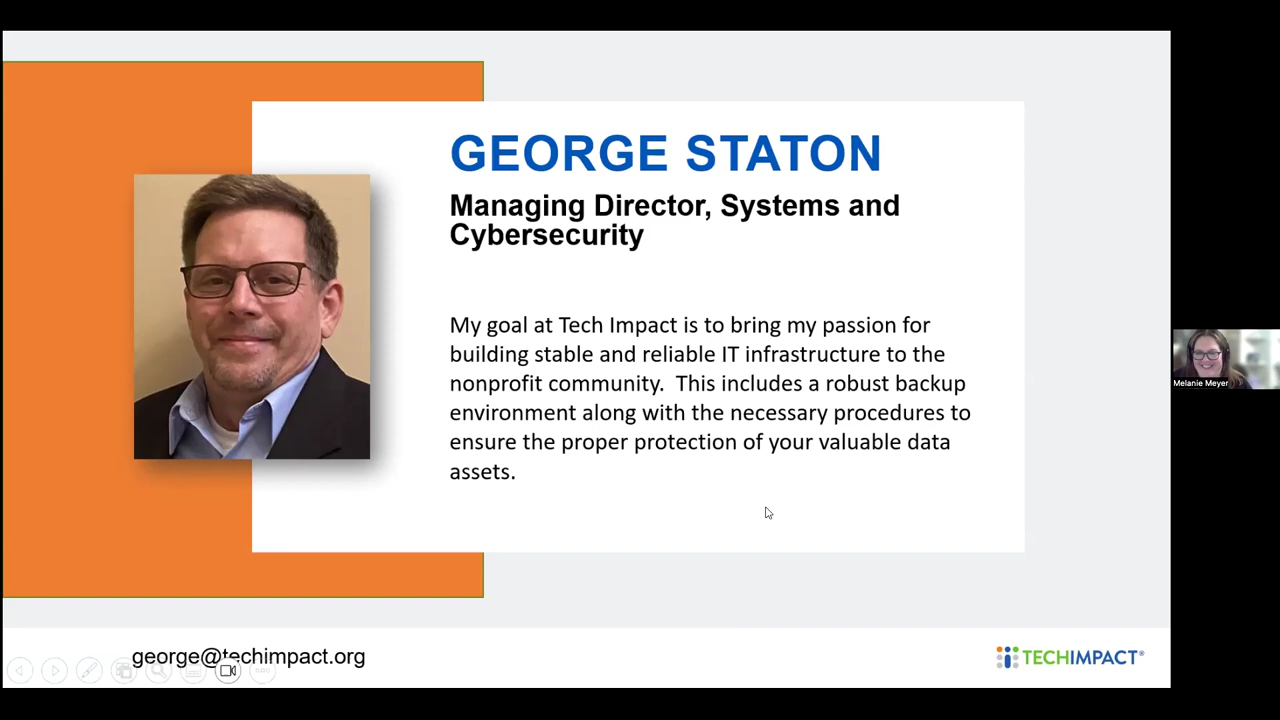 GEORGE STATON
Managing Director, Systems and
Cybersecurity
My goal at Tech Impact is to bring my passion for
building stable and reliable IT infrastructure to the
nonprofit community.  This includes a robust backup
environment along with the necessary procedures to
ensure the proper protection of your valuable data
assets.
Melanie Meyer
george@techimpact.org
TECHIMPACT®